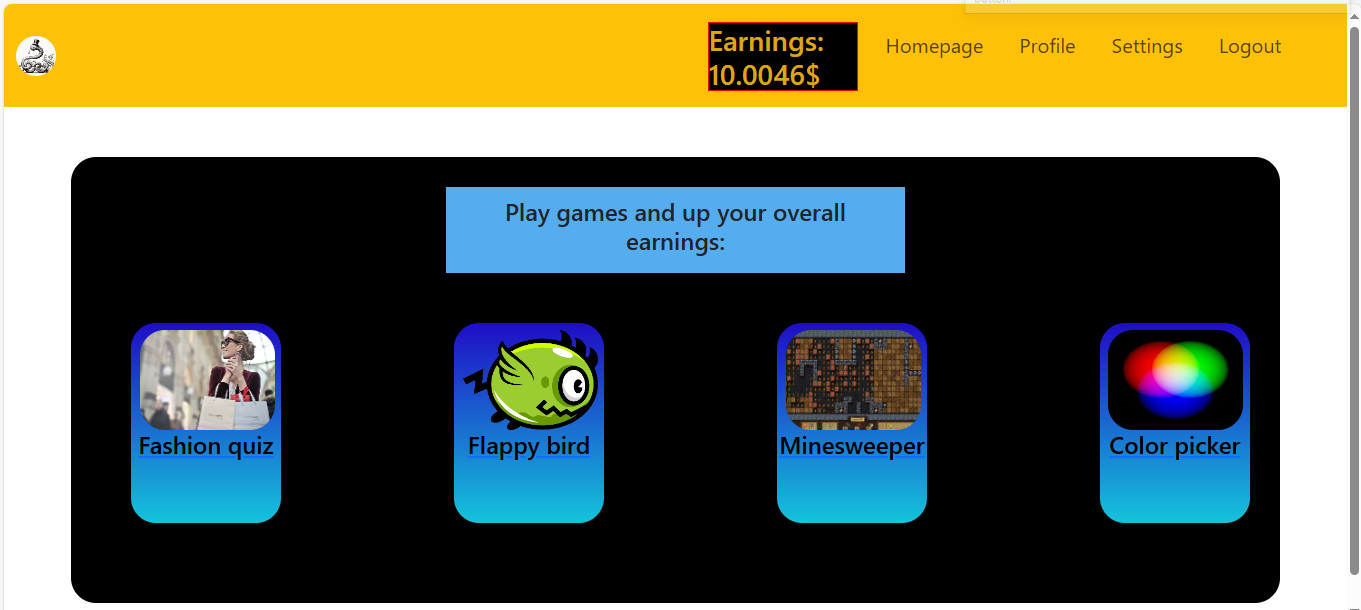 Earnings:
10.0046$
Homepage
Profile
Settings
Logout
Play games and up your overall
earnings:
Fashion quiz
Flappy bird
Minesweeper
Color picker